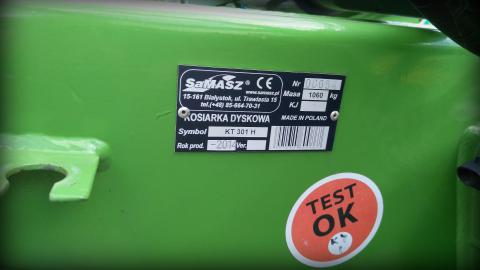 SaMASZ CE
www.samasz.pl
15-161 Białystok, ul. Trawiasta 15
tel.(+48) 85-664-70-31
Nr
Masa 1060 kg
KJ
KOSIARKA DYSKOWA
MADE IN POLAND
Symbol KT 301 H
Rok prod. -2014 Ver.
TEST
OK